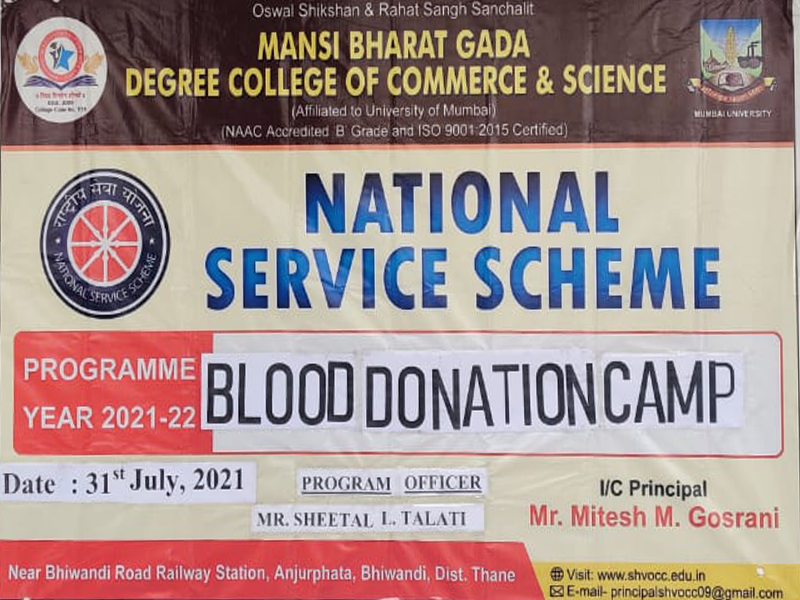 Oswal Shikshan & Rahat Sangh Sanchalit
MANSI BHARAT GADA
DEGREE COLLEGE OF COMMERCE & SCIENCE
(Affiliated to University of Mumbai)
(NAAC Accredited 'B' Grade and ISO 9001:2015 Certified)
MUMBAI UNIVERSITY
राष्ट्रीय सेवा योजना
NATIONAL SERVICE SCHEME
NATIONAL
SERVICE SCHEME
PROGRAMME
YEAR 2021-22
BLOOD DONATION CAMP
Date : 31st July, 2021
PROGRAM OFFICER
MR. SHEETAL L. TALATI
I/C Principal
Mr. Mitesh M. Gosrani
Near Bhiwandi Road Railway Station, Anjurphata, Bhiwandi, Dist. Thane
Visit: www.shvocc.edu.in
E-mail- principalshvocc09@gmail.com